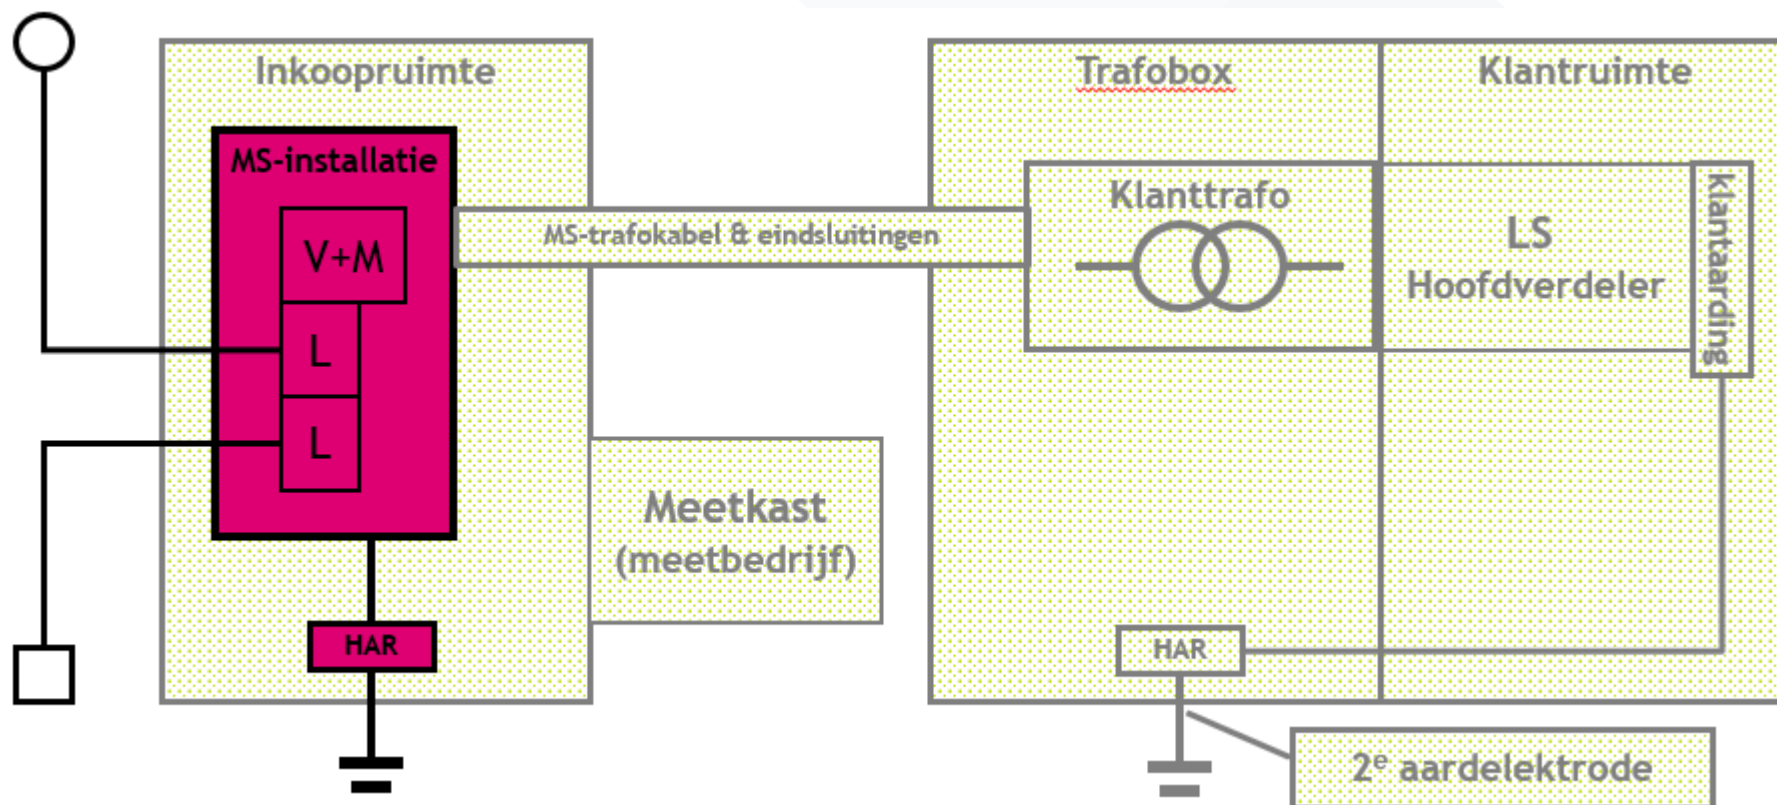 Inkoopruimte
MS-installatie
V+M
L
L
HAR
MS-trafokabel & eindsluitingen
Meetkast
(meetbedrijf)
Trafobox
Klanttrafo
HAR
Klantruimte
LS
Hoofdverdeler
klantaarding
2e aardelektrode